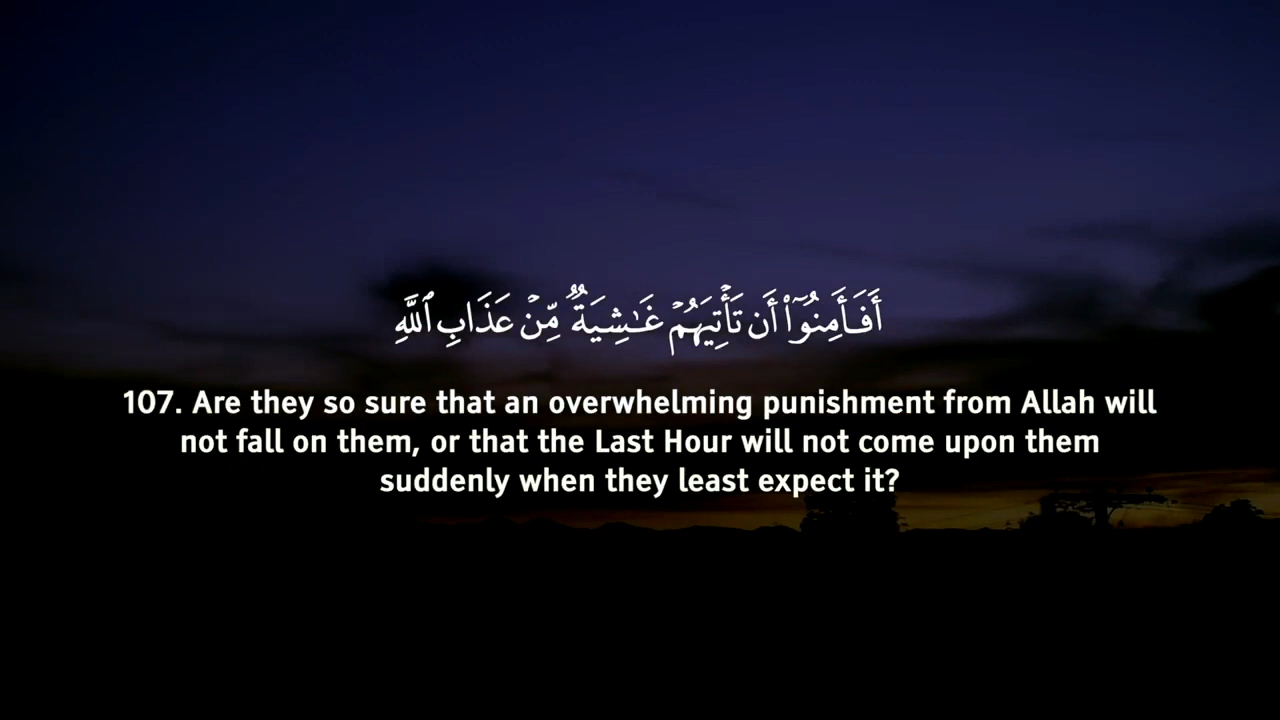 أَفَأَمِنُوٓا۟ أَن تَأْتِيَهُمْ غَـٰشِيَةٌۭ مِّنْ عَذَابِ ٱللَّهِ
107. Are they so sure that an overwhelming punishment from Allah will
not fall on them, or that the Last Hour will not come upon them
suddenly when they least expect it?